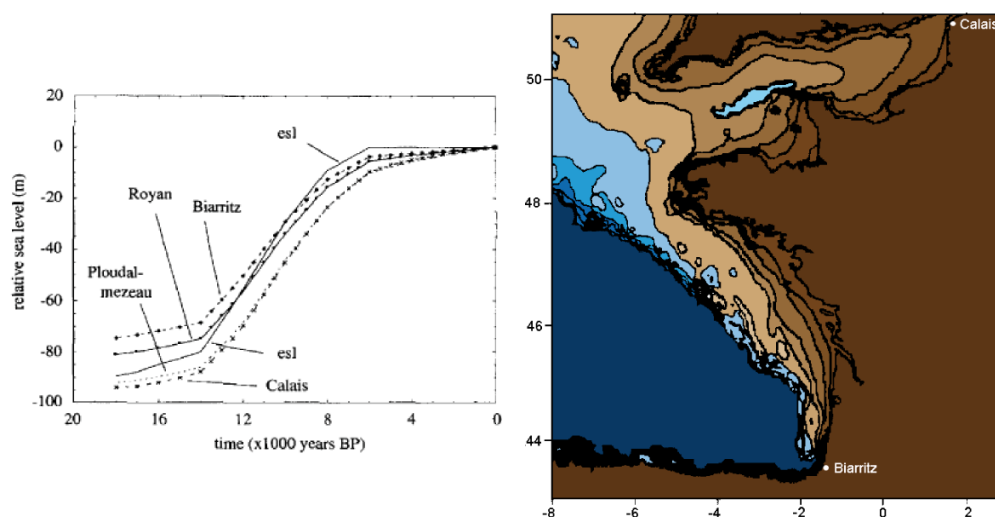 20
0
-20
-40
-60
-80
-100
relative sea level (m)
esl
Royan
Biarritz
Ploudal-
mezeau
esl
Calais
20 16 12 8 4 0
time (x1000 years BP)
Calais
50
48
46
44
Biarritz
-8 -6 -4 -2 0 2